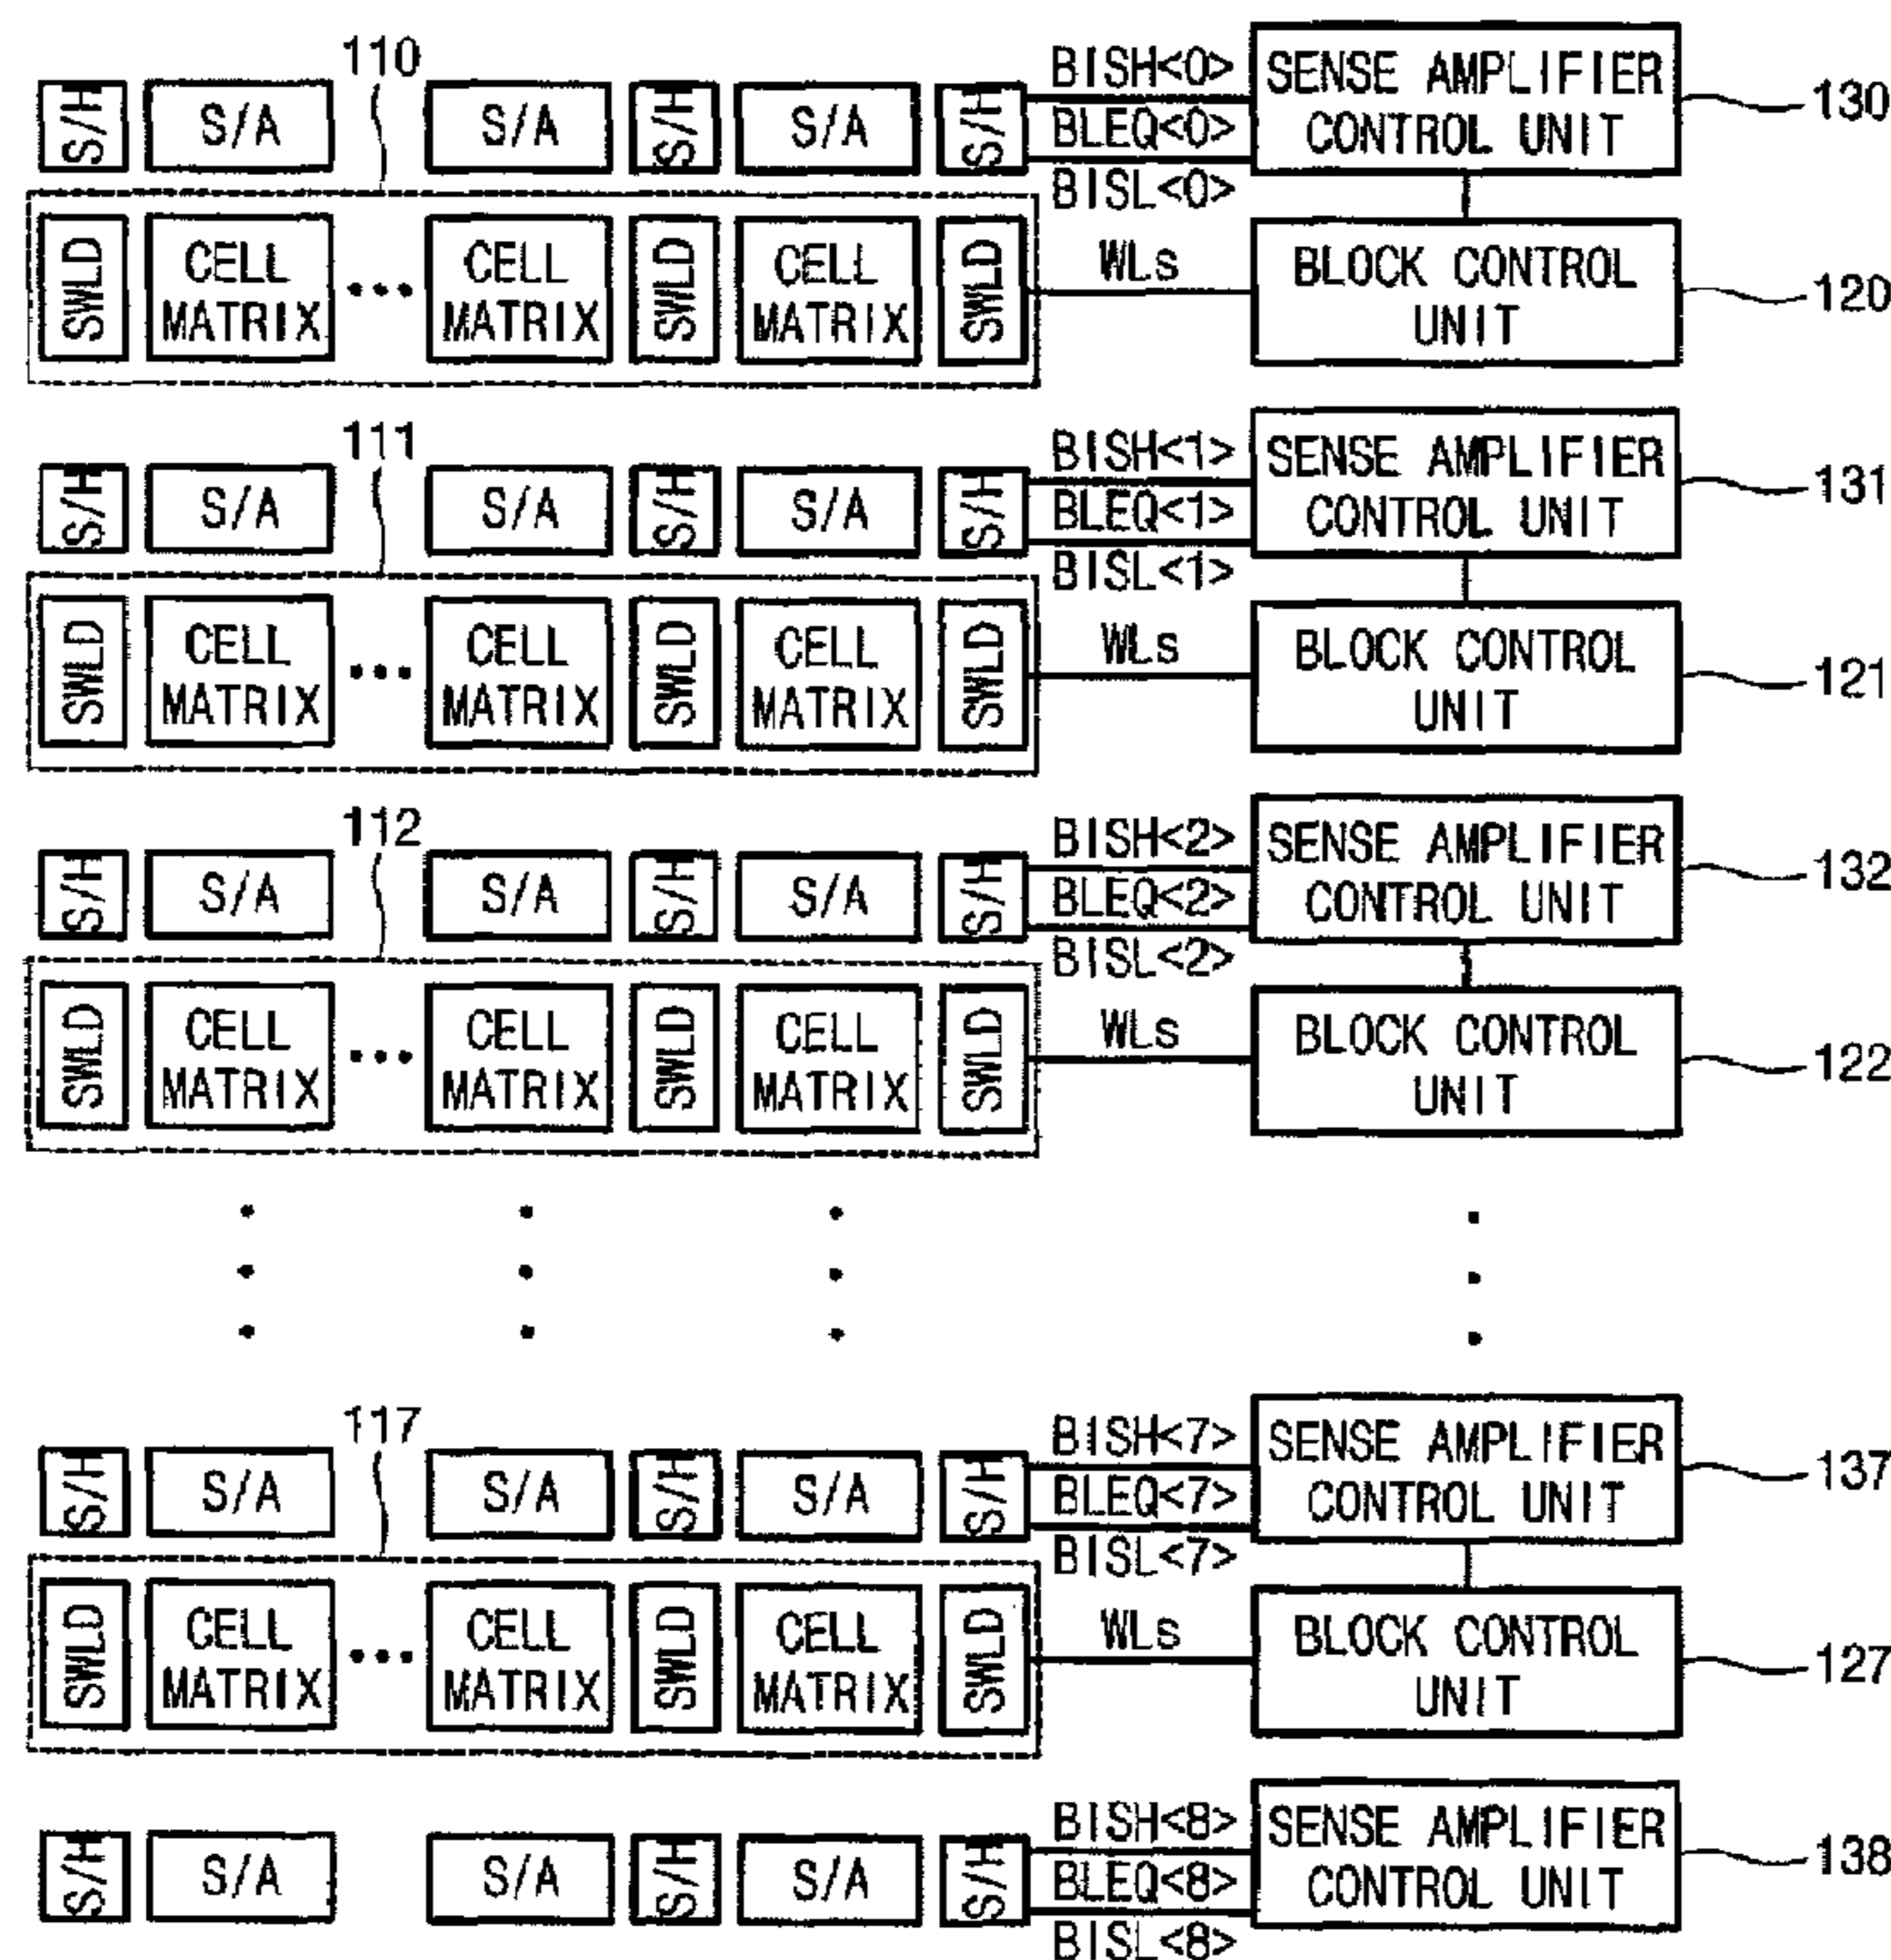 110
S/H S/A S/A S/H S/A S/H BISH<0> BLEQ<0> BISL<0> SENSE AMPLIFIER CONTROL UNIT 130
SWLD CELL MATRIX ••• CELL MATRIX SWLD CELL MATRIX SWLD WLs BLOCK CONTROL UNIT 120
111
S/H S/A S/A S/H S/A S/H BISH<1> BLEQ<1> BISL<1> SENSE AMPLIFIER CONTROL UNIT 131
SWLD CELL MATRIX ••• CELL MATRIX SWLD CELL MATRIX SWLD WLs BLOCK CONTROL UNIT 121
112
S/H S/A S/A S/H S/A S/H BISH<2> BLEQ<2> BISL<2> SENSE AMPLIFIER CONTROL UNIT 132
SWLD CELL MATRIX ••• CELL MATRIX SWLD CELL MATRIX SWLD WLs BLOCK CONTROL UNIT 122
117
S/H S/A S/A S/H S/A S/H BISH<7> BLEQ<7> BISL<7> SENSE AMPLIFIER CONTROL UNIT 137
SWLD CELL MATRIX ••• CELL MATRIX SWLD CELL MATRIX SWLD WLs BLOCK CONTROL UNIT 127
S/H S/A S/A S/H S/A S/H BISH<8> BLEQ<8> BISL<8> SENSE AMPLIFIER CONTROL UNIT 138